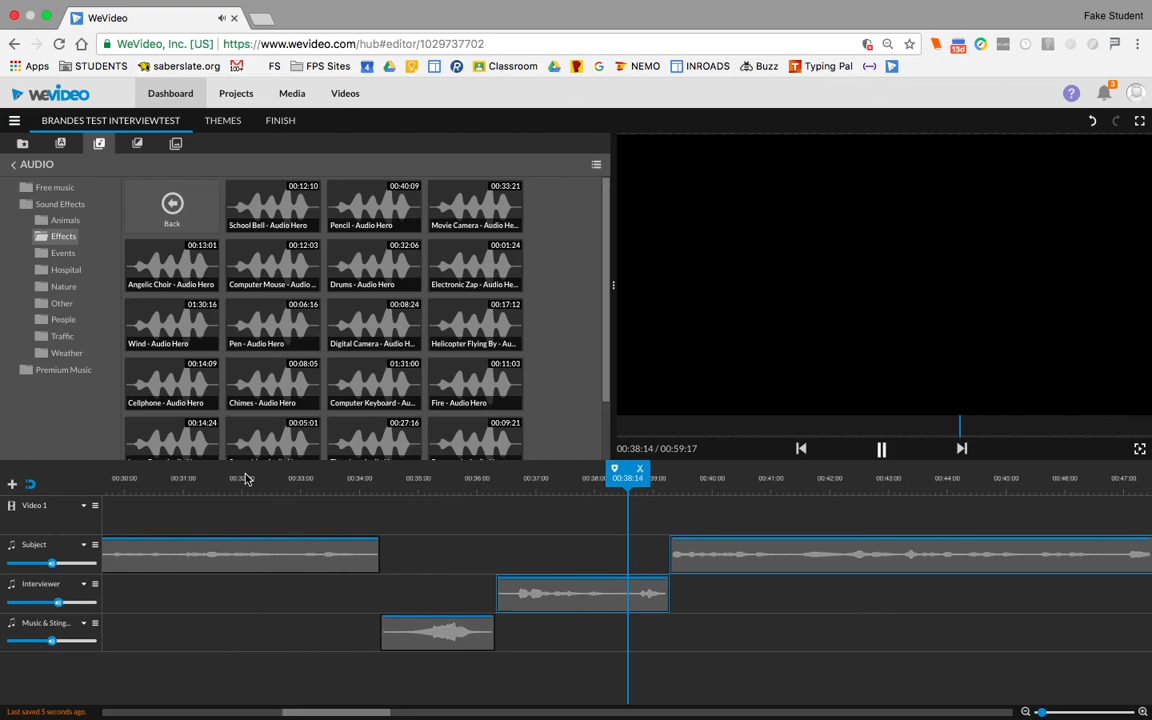 WeVideo
Fake Student
WeVideo, Inc. [US] | https://www.wevideo.com/hub#editor/1029737702
13d
Apps STUDENTS saberslate.org FS FPS Sites Classroom NEMO INROADS Buzz Typing Pal
WEVIDEO Dashboard Projects Media Videos ? 3
BRANDES TEST INTERVIEWTEST THEMES FINISH
AUDIO
Free music
Sound Effects
Animals
Effects
Events
Hospital
Nature
Other
People
Traffic
Weather
Premium Music
Back
00:12:10
School Bell - Audio Hero
00:40:09
Pencil - Audio Hero
00:33:21
Movie Camera - Audio He...
00:13:01
Angelic Choir - Audio Hero
00:12:03
Computer Mouse - Audio ...
00:32:06
Drums - Audio Hero
00:01:24
Electronic Zap - Audio He...
01:30:16
Wind - Audio Hero
00:06:16
Pen - Audio Hero
00:08:24
Digital Camera - Audio H...
00:17:12
Helicopter Flying By - Au...
00:14:09
Cellphone - Audio Hero
00:08:05
Chimes - Audio Hero
01:31:00
Computer Keyboard - Au...
00:11:03
Fire - Audio Hero
00:14:24
00:05:01
00:27:16
00:09:21
00:38:14 / 00:59:17
00:30:00 00:31:00 00:33:00 00:34:00 00:35:00 00:36:00 00:37:00 00:38:14 00:40:00 00:41:00 00:42:00 00:43:00 00:44:00 00:45:00 00:46:00 00:47:00
Video 1
Subject
Interviewer
Music & Sting...
Last saved 5 seconds ago.